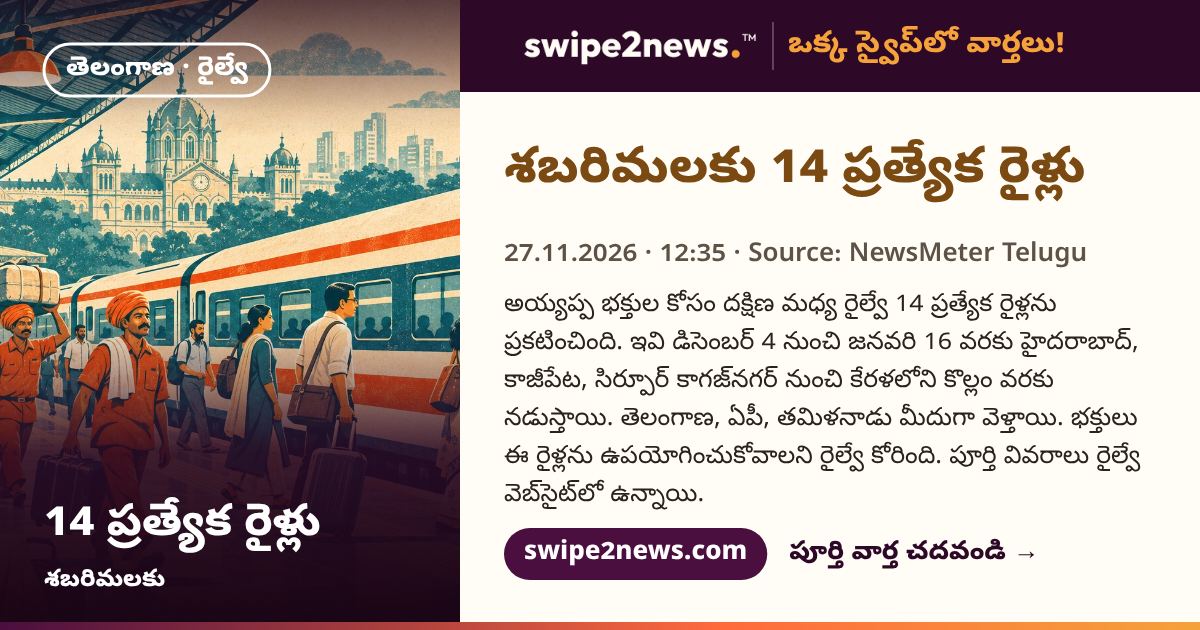 తెలంగాణ · రైల్వే
14 ప్రత్యేక రైళ్లు
శబరిమలకు
swipe2news.™ ఒక్క స్వైప్‌లో వార్తలు!
శబరిమలకు 14 ప్రత్యేక రైళ్లు
27.11.2026 · 12:35 · Source: NewsMeter Telugu
అయ్యప్ప భక్తుల కోసం దక్షిణ మధ్య రైల్వే 14 ప్రత్యేక రైళ్లను
ప్రకటించింది. ఇవి డిసెంబర్ 4 నుంచి జనవరి 16 వరకు హైదరాబాద్,
కాజీపేట, సిర్పూర్ కాగజ్‌నగర్ నుంచి కేరళలోని కొల్లం వరకు
నడుస్తాయి. తెలంగాణ, ఏపీ, తమిళనాడు మీదుగా వెళ్తాయి. భక్తులు
ఈ రైళ్లను ఉపయోగించుకోవాలని రైల్వే కోరింది. పూర్తి వివరాలు రైల్వే
వెబ్‌సైట్‌లో ఉన్నాయి.
swipe2news.com పూర్తి వార్త చదవండి →